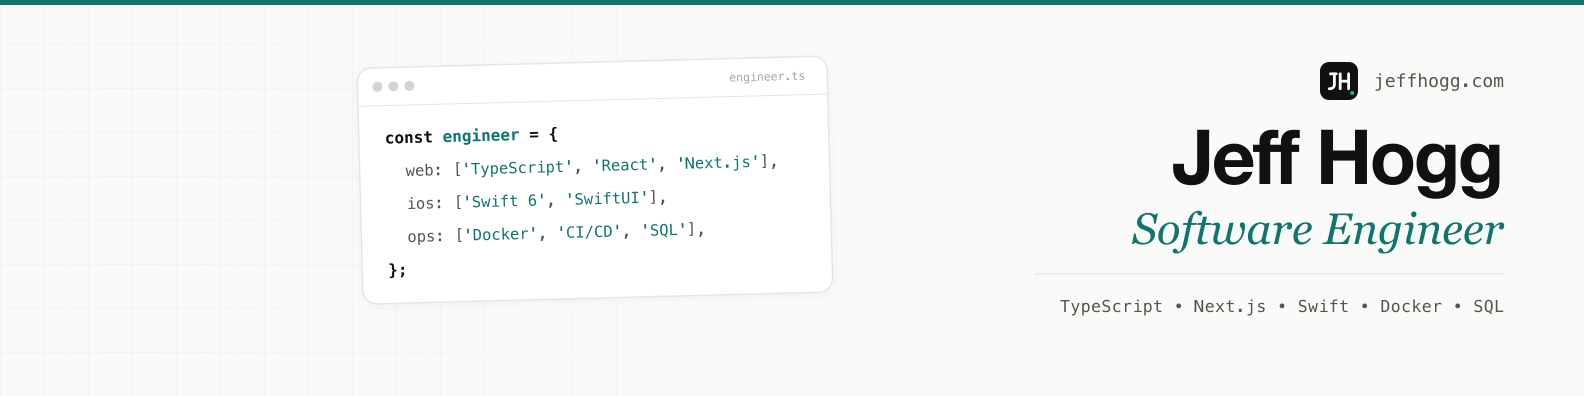 engineer.ts
const engineer = {
web: ['TypeScript', 'React', 'Next.js'],
ios: ['Swift 6', 'SwiftUI'],
ops: ['Docker', 'CI/CD', 'SQL'],
};
JH. jeffhogg.com
Jeff Hogg
Software Engineer
TypeScript • Next.js • Swift • Docker • SQL